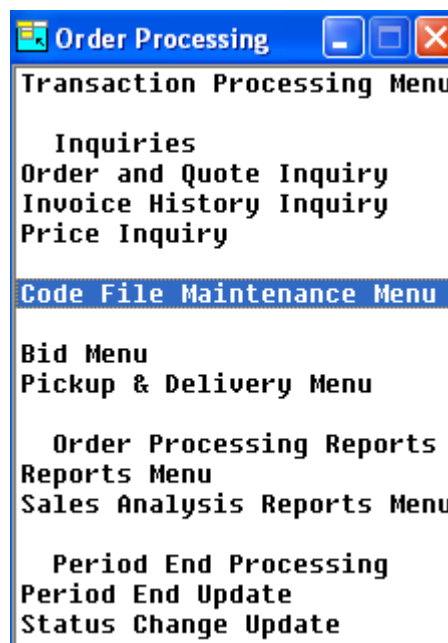 Order Processing
Transaction Processing Menu
Inquiries
Order and Quote Inquiry
Invoice History Inquiry
Price Inquiry
Code File Maintenance Menu
Bid Menu
Pickup & Delivery Menu
Order Processing Reports
Reports Menu
Sales Analysis Reports Menu
Period End Processing
Period End Update
Status Change Update